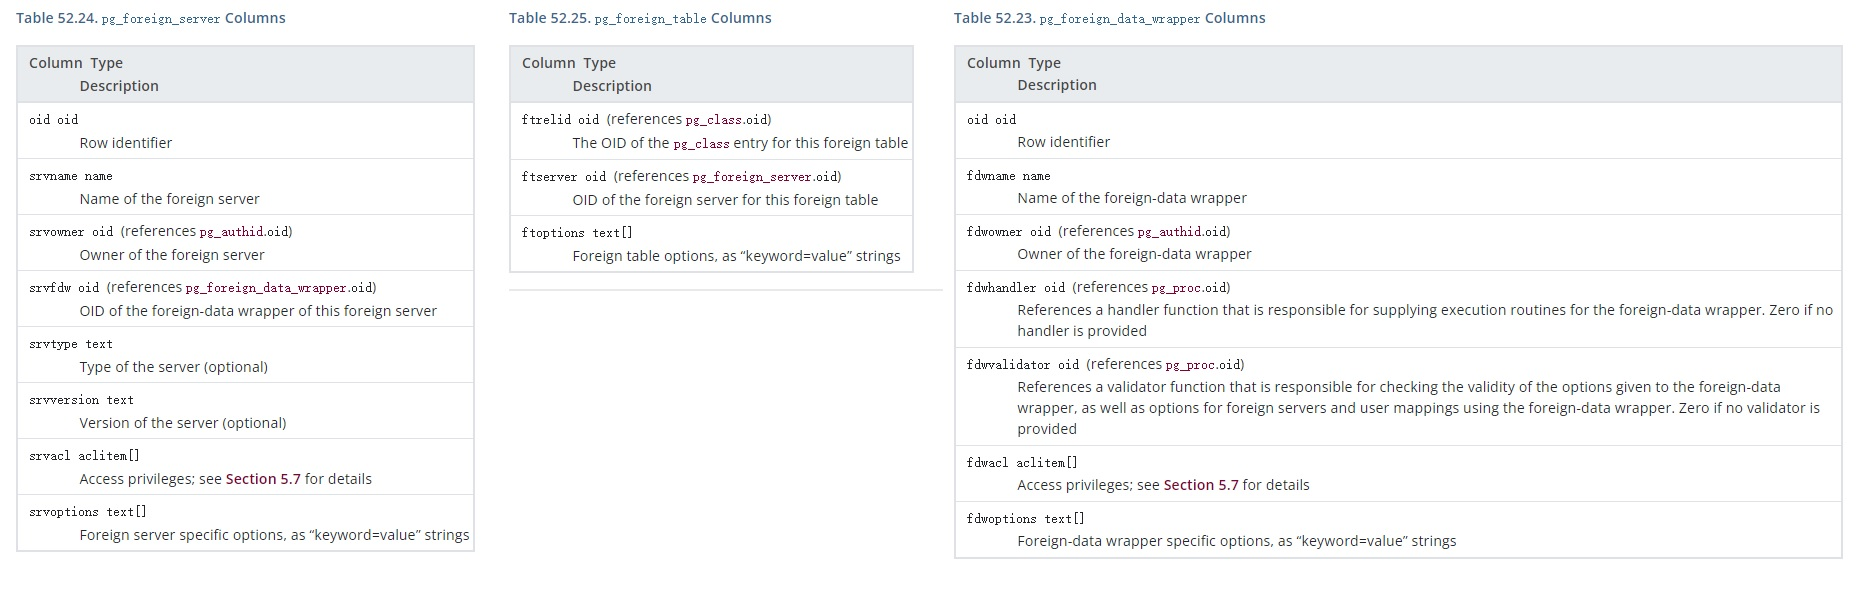 Table 52.24. pg_foreign_server Columns
Column Type
Description
oid oid
Row identifier
srvname name
Name of the foreign server
srvowner oid (references pg_authid.oid)
Owner of the foreign server
srvfdw oid (references pg_foreign_data_wrapper.oid)
OID of the foreign-data wrapper of this foreign server
srvtype text
Type of the server (optional)
srvversion text
Version of the server (optional)
srvacl aclitem[]
Access privileges; see Section 5.7 for details
srvoptions text[]
Foreign server specific options, as “keyword=value” strings
Table 52.25. pg_foreign_table Columns
Column Type
Description
ftrelid oid (references pg_class.oid)
The OID of the pg_class entry for this foreign table
ftserver oid (references pg_foreign_server.oid)
OID of the foreign server for this foreign table
ftoptions text[]
Foreign table options, as “keyword=value” strings
Table 52.23. pg_foreign_data_wrapper Columns
Column Type
Description
oid oid
Row identifier
fdwname name
Name of the foreign-data wrapper
fdwowner oid (references pg_authid.oid)
Owner of the foreign-data wrapper
fdwhandler oid (references pg_proc.oid)
References a handler function that is responsible for supplying execution routines for the foreign-data wrapper. Zero if no
handler is provided
fdwvalidator oid (references pg_proc.oid)
References a validator function that is responsible for checking the validity of the options given to the foreign-data
wrapper, as well as options for foreign servers and user mappings using the foreign-data wrapper. Zero if no validator is
provided
fdwacl aclitem[]
Access privileges; see Section 5.7 for details
fdwoptions text[]
Foreign-data wrapper specific options, as “keyword=value” strings